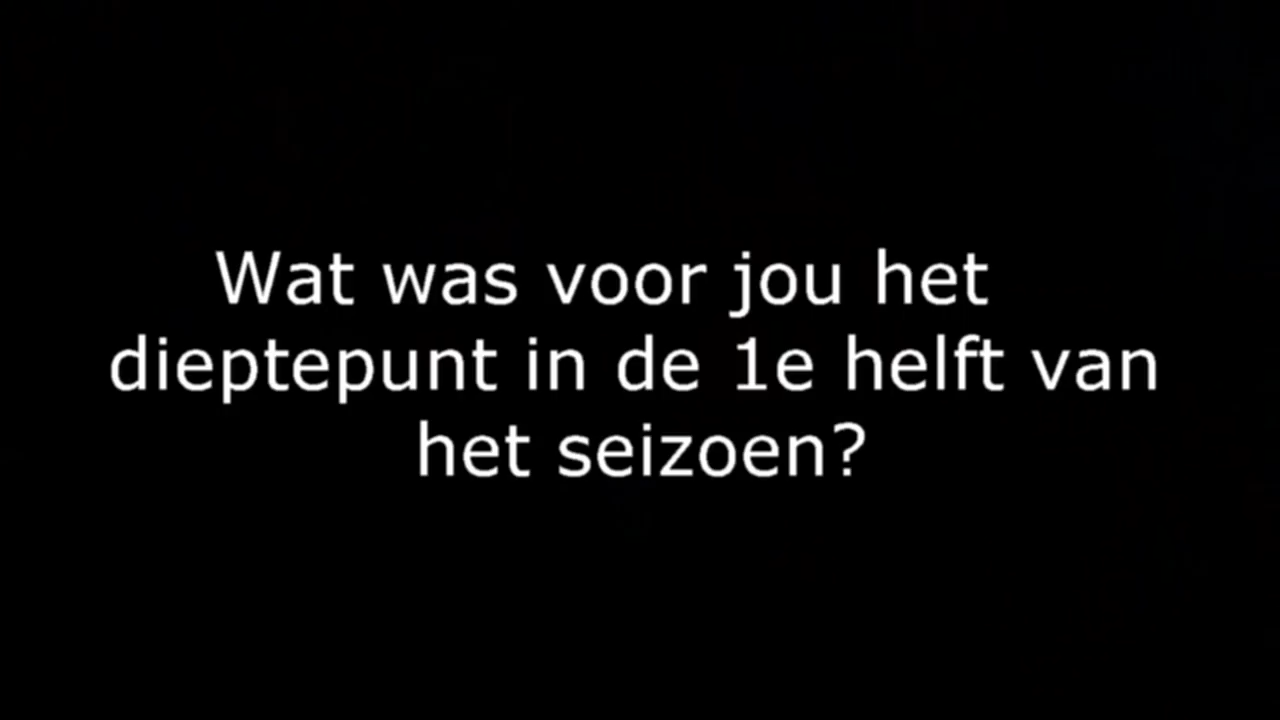 Wat was voor jou het
dieptepunt in de 1e helft van
het seizoen?